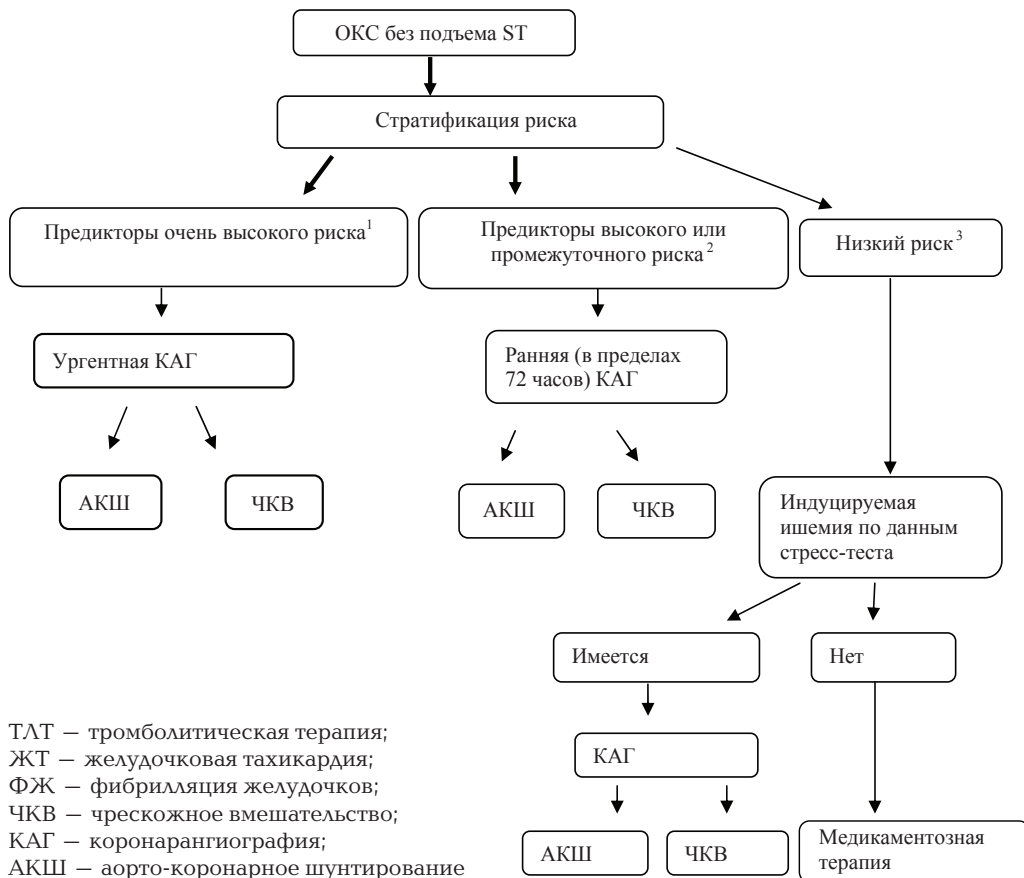 ОКС без подъема ST
Стратификация риска
Предикторы очень высокого риска1
Предикторы высокого или
промежуточного риска2
Низкий риск3
Ургентная КАГ
Ранняя (в пределах
72 часов) КАГ
АКШ
ЧКВ
АКШ
ЧКВ
Индуцируемая
ишемия по данным
стресс-теста
Имеется
Нет
КАГ
АКШ
ЧКВ
Медикаментозная
терапия
ТЛТ – тромболитическая терапия;
ЖТ – желудочковая тахикардия;
ФЖ – фибрилляция желудочков;
ЧКВ – чрескожное вмешательство;
КАГ – коронарангиография;
АКШ – аорто-коронарное шунтирование